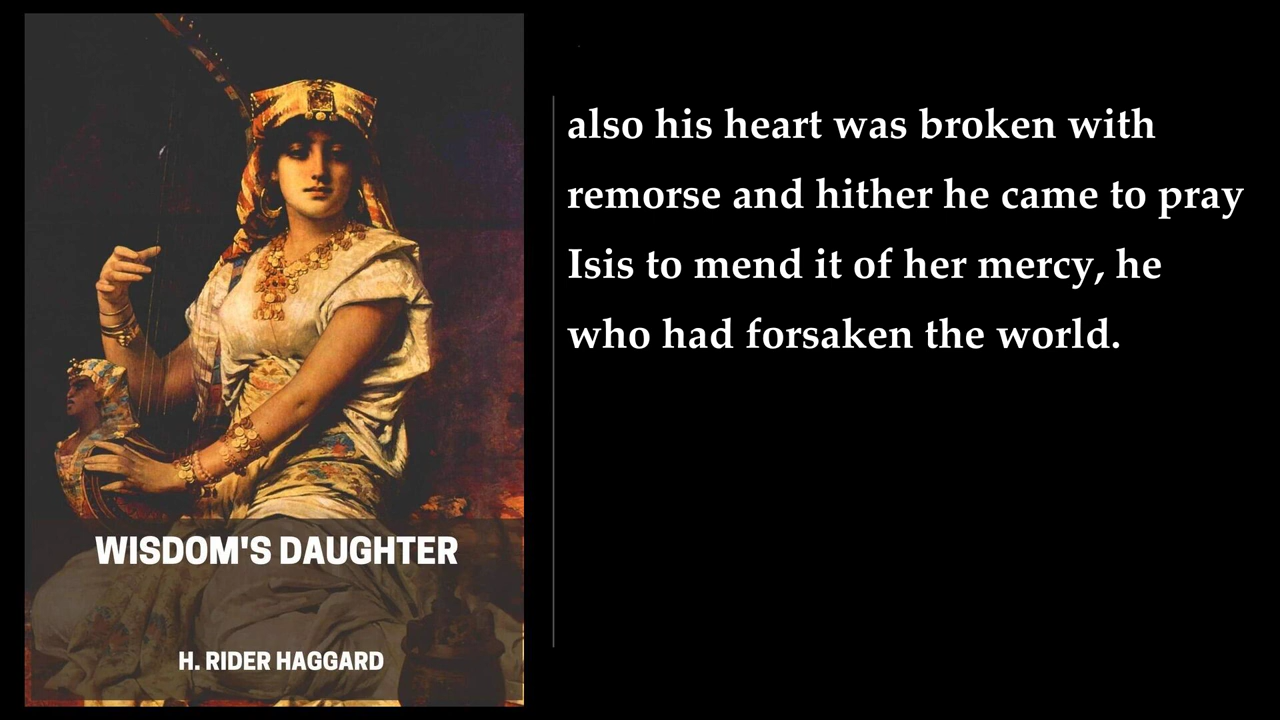 also his heart was broken with
remorse and hither he came to pray
Isis to mend it of her mercy, he
who had forsaken the world.
WISDOM'S DAUGHTER
H. RIDER HAGGARD